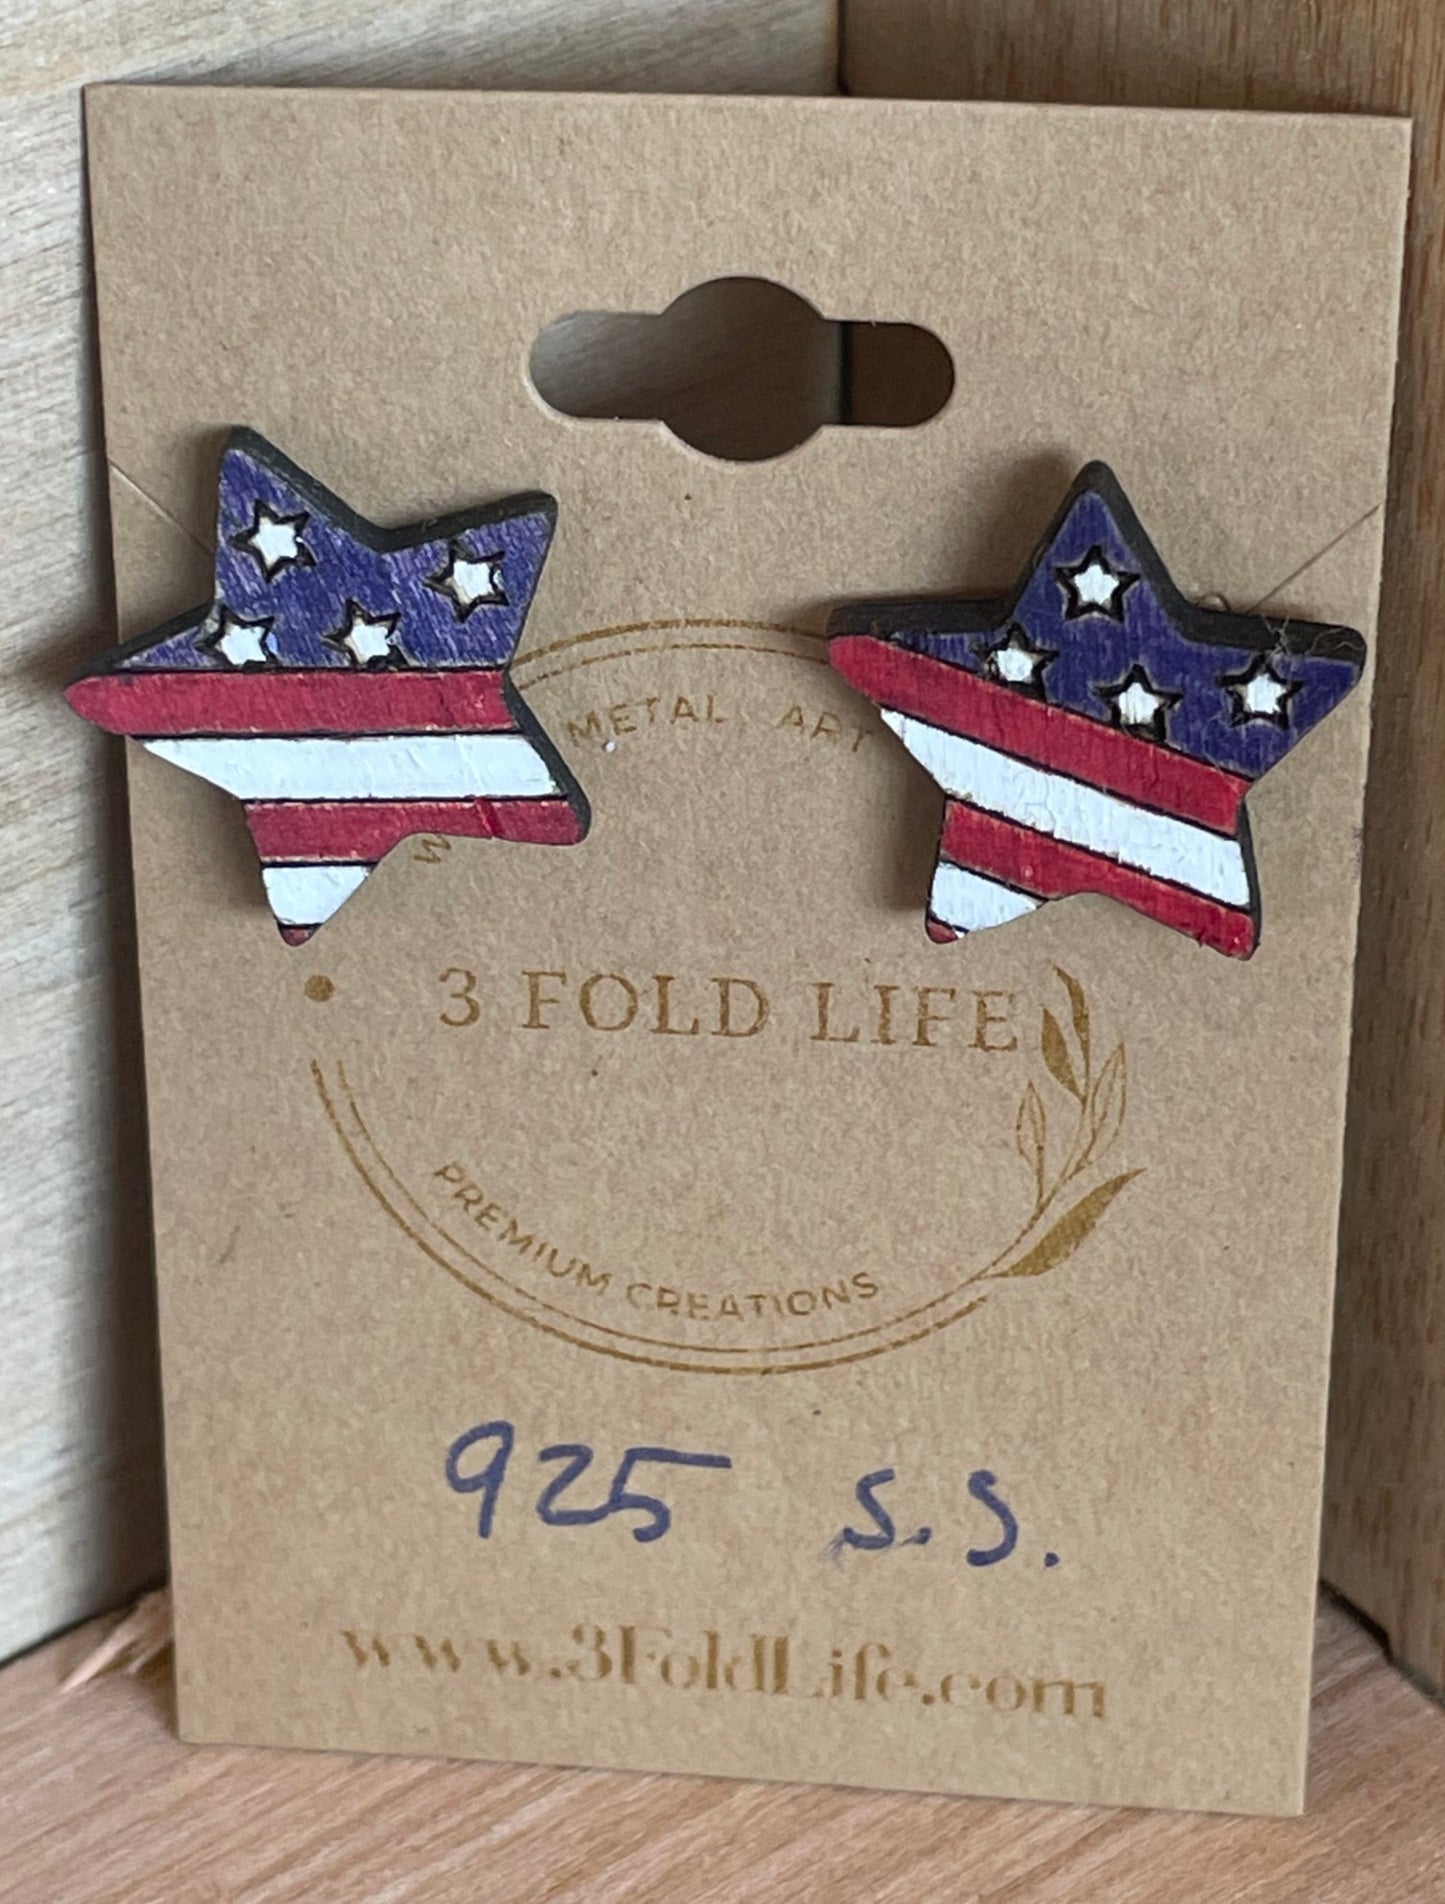 METAL ART
3 FOLD LIFE
PREMIUM CREATIONS
925 S.S.
www.3FoldLife.com